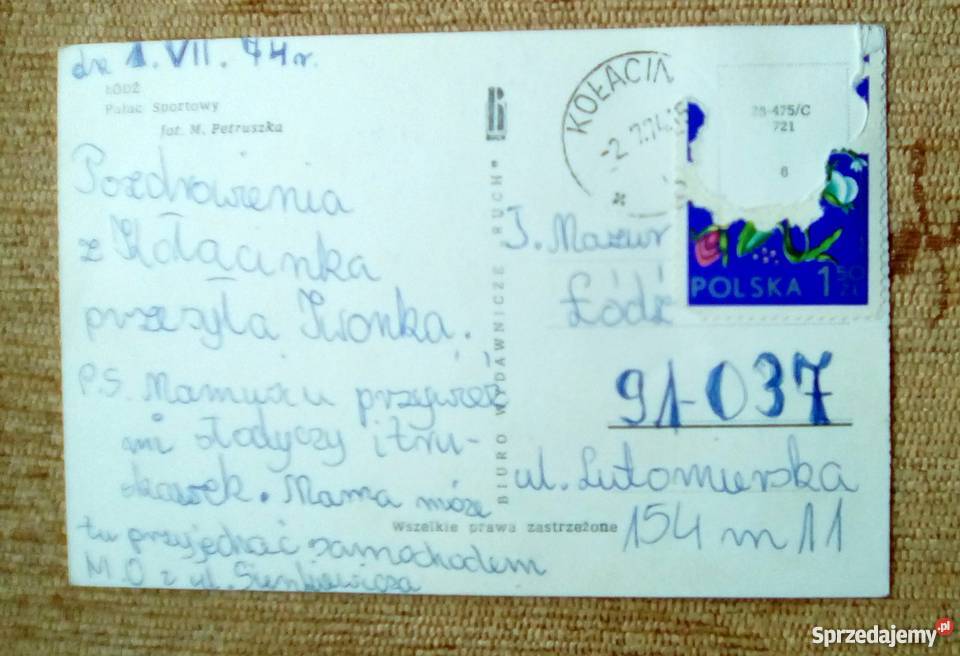 dn 1. VII. 74 r.
ŁÓDŹ
Pałac Sportowy
fot. M. Petruszka
Pozdrowienia
z Kołacinka
przesyła Iwonka.
P.S. Mamusiu przywieź
mi słodyczy i tru-
skawek. Mama może
tu przyjechać samochodem
M.O z ul. Sienkiewicza
BIURO WYDAWNICZE "RUCH"
Wszelkie prawa zastrzeżone
KOŁACIN
-2.7.74
28-475/C
721
6
POLSKA 1 50 ZŁ
J. Mazur
Łódź
91-037
ul. Lutomierska
154 m 11
Sprzedajemy.pl